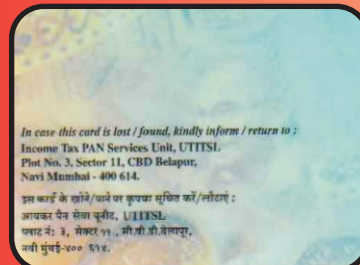 In case this card is lost / found, kindly inform / return to :
Income Tax PAN Services Unit, UTITSL
Plot No. 3, Sector 11, CBD Belapur,
Navi Mumbai - 400 614.
इस कार्ड के खोने/पाने पर कृपया सूचित करें/लौटाएं :
आयकर पैन सेवा यूनीट, UTITSL
प्लाट नं: ३, सेक्टर ११ , सी.बी.डी.बेलापूर,
नवी मुंबई-४०० ६१४.